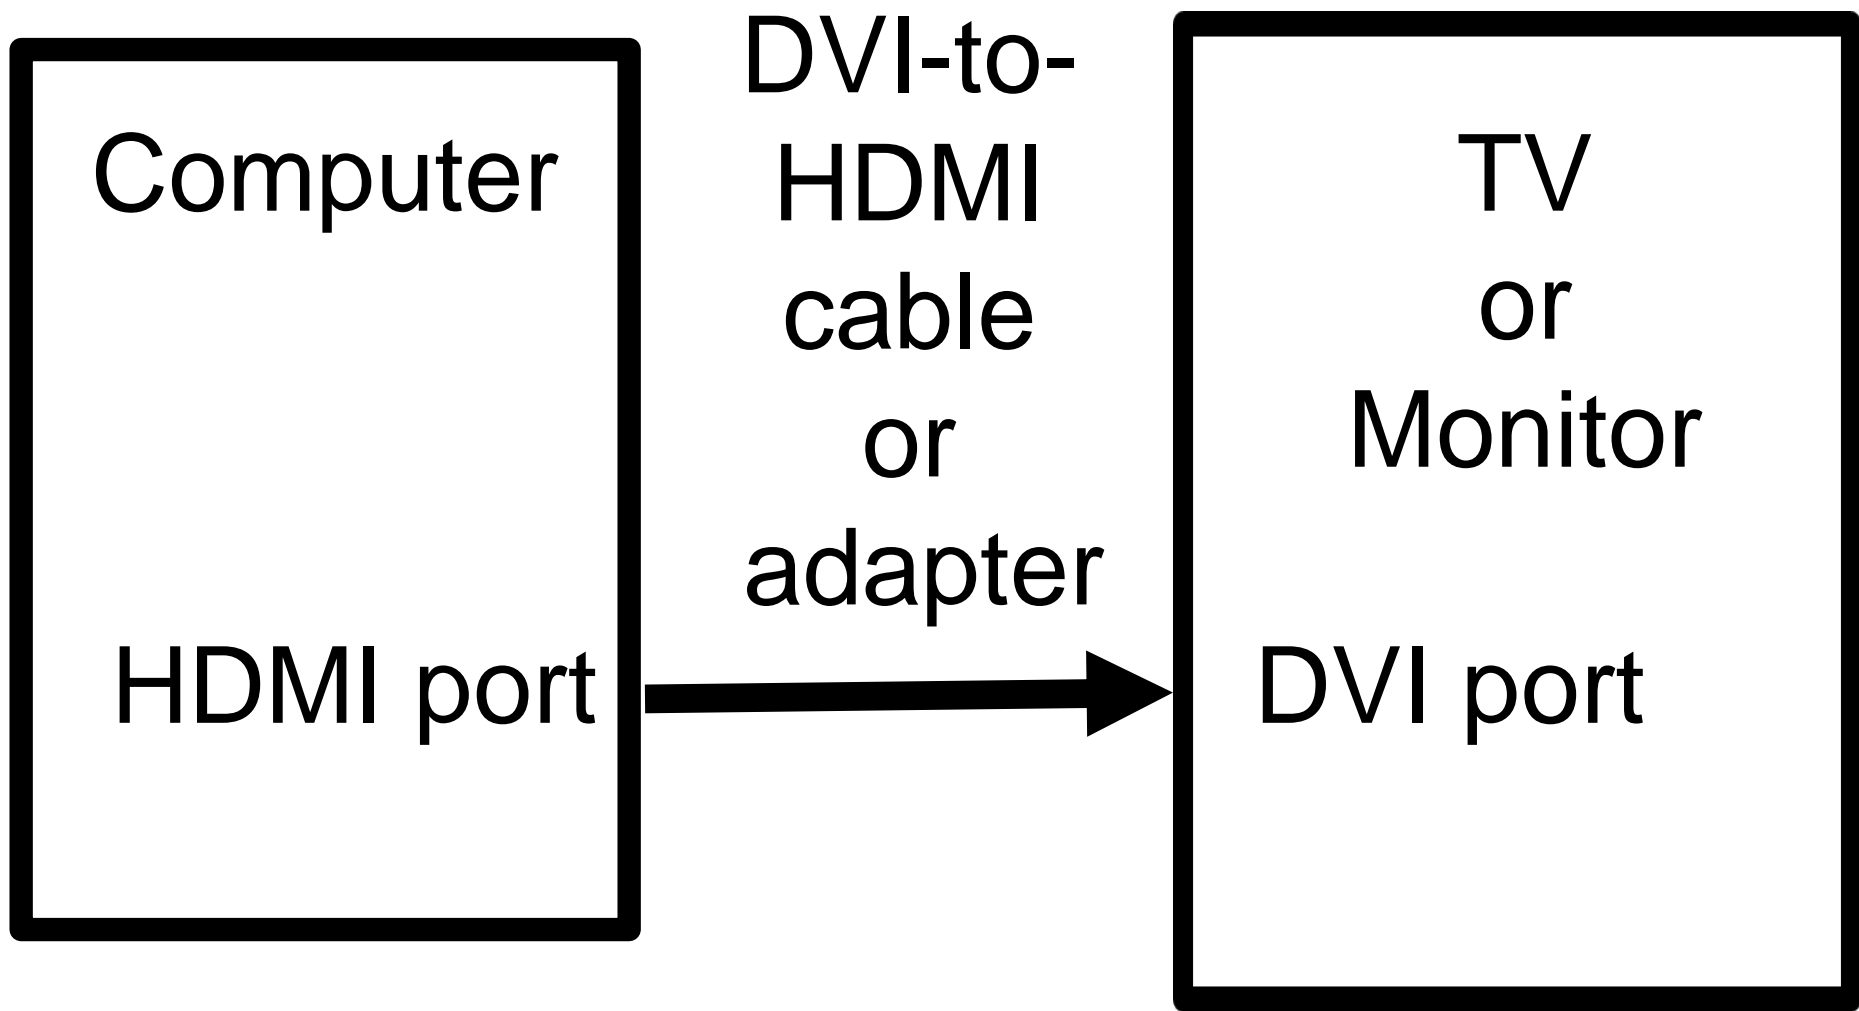 Computer
HDMI port
DVI-to-
HDMI
cable
or
adapter
TV
or
Monitor
DVI port